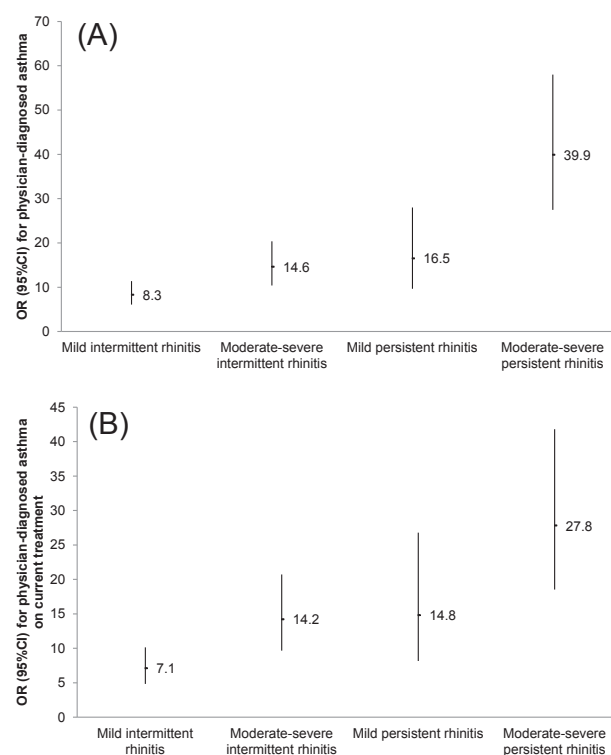 (A)
OR (95%CI) for physician-diagnosed asthma
70
60
50
40
30
20
10
0
8.3
14.6
16.5
39.9
Mild intermittent rhinitis
Moderate-severe
intermittent rhinitis
Mild persistent rhinitis
Moderate-severe
persistent rhinitis
(B)
OR (95%CI) for physician-diagnosed asthma
on current treatment
45
40
35
30
25
20
15
10
5
0
7.1
14.2
14.8
27.8
Mild intermittent
rhinitis
Moderate-severe
intermittent rhinitis
Mild persistent rhinitis
Moderate-severe
persistent rhinitis